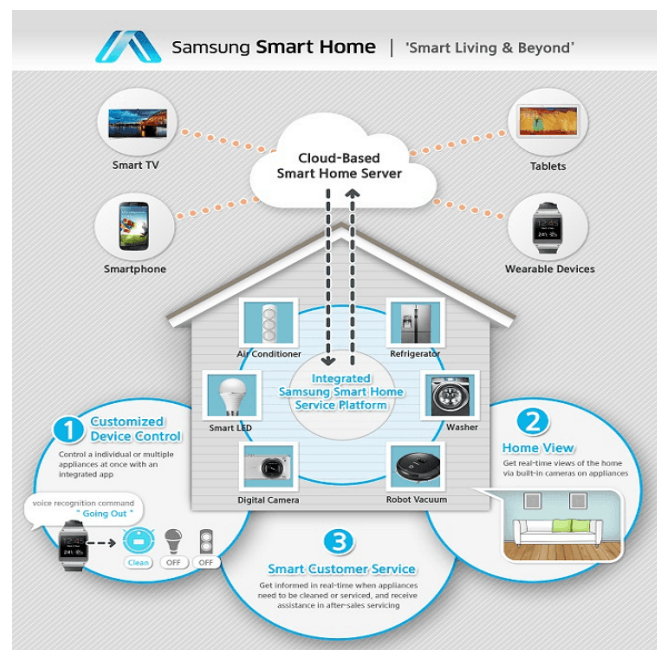 Samsung Smart Home | 'Smart Living & Beyond'
Smart TV
Cloud-Based
Smart Home Server
Tablets
Smartphone
Wearable Devices
Air Conditioner
Refrigerator
Integrated
Samsung Smart Home
Service Platform
Smart LED
Washer
Digital Camera
Robot Vacuum
1
Customized
Device Control
Control a individual or multiple
appliances at once with an
integrated app
voice recognition command
" Going Out "
Clean
OFF
OFF
2
Home View
Get real-time views of the home
via built-in cameras on appliances
3
Smart Customer Service
Get informed in real-time when appliances
need to be cleaned or serviced, and receive
assistance in after-sales servicing